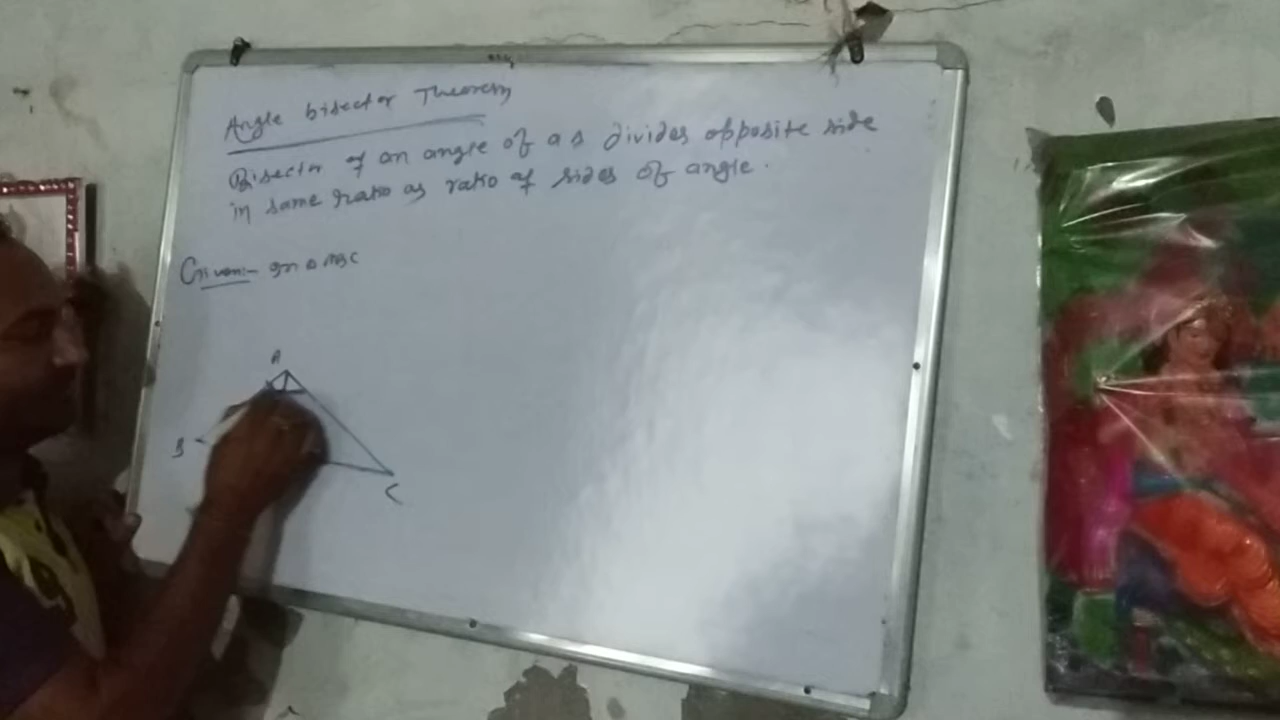 Angle bisector Theorem
Bisector of an angle of a Δ divides opposite side
in same ratio as ratio of sides of angle.
Given:- In Δ ABC
A
B
C